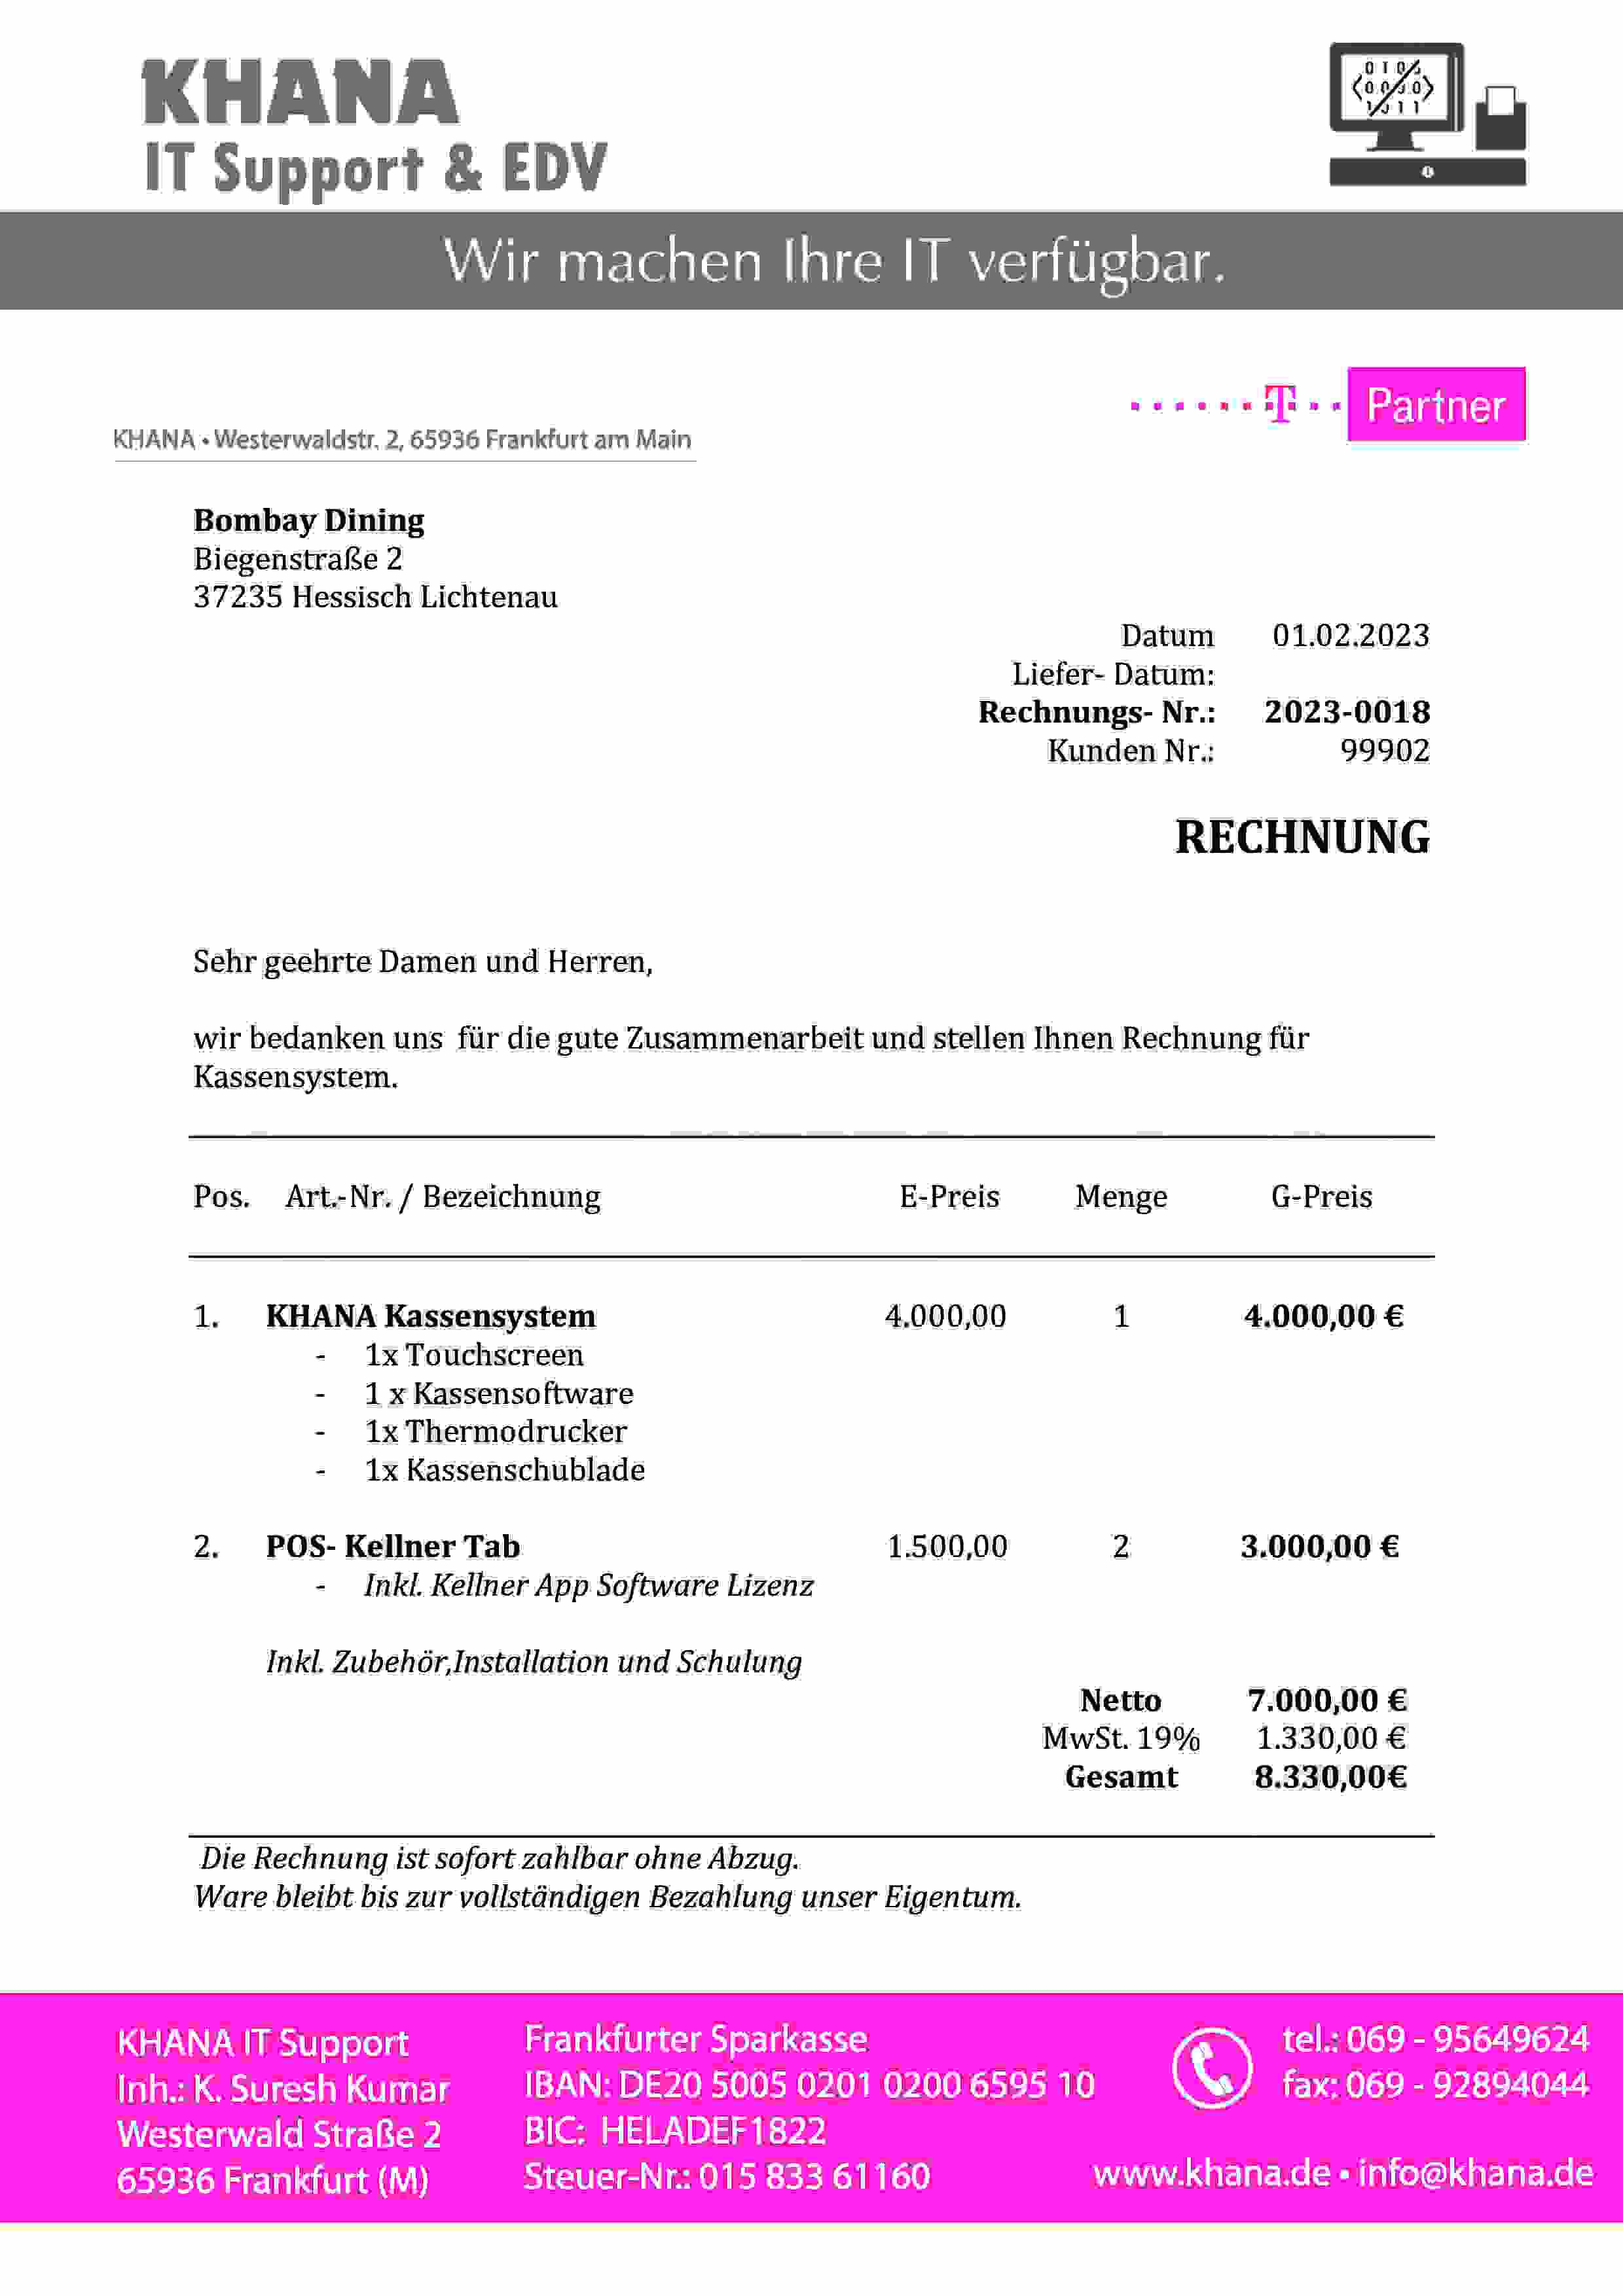 KHANA
IT Support & EDV
Wir machen Ihre IT verfügbar.
T Partner
KHANA • Westerwaldstr. 2, 65936 Frankfurt am Main
Bombay Dining
Biegenstraße 2
37235 Hessisch Lichtenau
Datum 01.02.2023
Liefer- Datum:
Rechnungs- Nr.: 2023-0018
Kunden Nr.: 99902
RECHNUNG
Sehr geehrte Damen und Herren,
wir bedanken uns für die gute Zusammenarbeit und stellen Ihnen Rechnung für
Kassensystem.
Pos. Art.-Nr. / Bezeichnung E-Preis Menge G-Preis
1. KHANA Kassensystem 4.000,00 1 4.000,00 €
- 1x Touchscreen
- 1 x Kassensoftware
- 1x Thermodrucker
- 1x Kassenschublade
2. POS- Kellner Tab 1.500,00 2 3.000,00 €
- Inkl. Kellner App Software Lizenz
Inkl. Zubehör,Installation und Schulung
Netto 7.000,00 €
MwSt. 19% 1.330,00 €
Gesamt 8.330,00€
Die Rechnung ist sofort zahlbar ohne Abzug.
Ware bleibt bis zur vollständigen Bezahlung unser Eigentum.
KHANA IT Support
Inh.: K. Suresh Kumar
Westerwald Straße 2
65936 Frankfurt (M)
Frankfurter Sparkasse
IBAN: DE20 5005 0201 0200 6595 10
BIC: HELADEF1822
Steuer-Nr.: 015 833 61160
tel.: 069 - 95649624
fax: 069 - 92894044
www.khana.de • info@khana.de